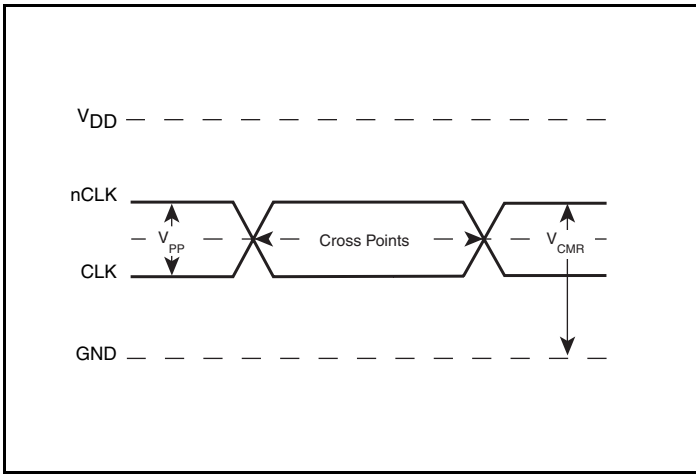 VDD
nCLK
VPP
Cross Points
VCMR
CLK
GND